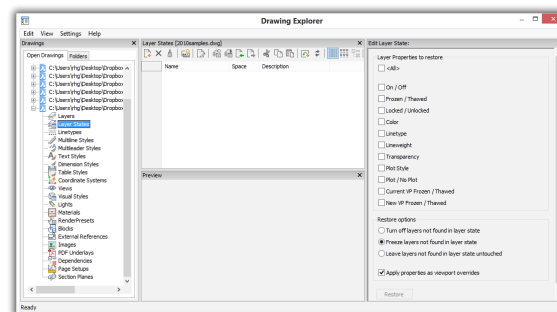 Drawing Explorer
Edit View Settings Help
Drawings
Open Drawings Folders
C:\Users\rhg\Desktop\Dropbox
C:\Users\rhg\Desktop\Dropbox
C:\Users\rhg\Desktop\Dropbox
C:\Users\rhg\Desktop\Dropbox
C:\Users\rhg\Desktop\Dropbox
C:\Users\rhg\Desktop\Dropbox
Layers
Layer States
Linetypes
Multiline Styles
Multileader Styles
Text Styles
Dimension Styles
Table Styles
Coordinate Systems
Views
Visual Styles
Lights
Materials
RenderPresets
Blocks
External References
Images
PDF Underlays
Dependencies
Page Setups
Section Planes
Layer States [2010samples.dwg]
Name Space Description
Preview
Edit Layer State:
Layer Properties to restore
<All>
On / Off
Frozen / Thawed
Locked / Unlocked
Color
Linetype
Lineweight
Transparency
Plot Style
Plot / No Plot
Current VP Frozen / Thawed
New VP Frozen / Thawed
Restore options
Turn off layers not found in layer state
Freeze layers not found in layer state
Leave layers not found in layer state untouched
Apply properties as viewport overrides
Restore
Ready